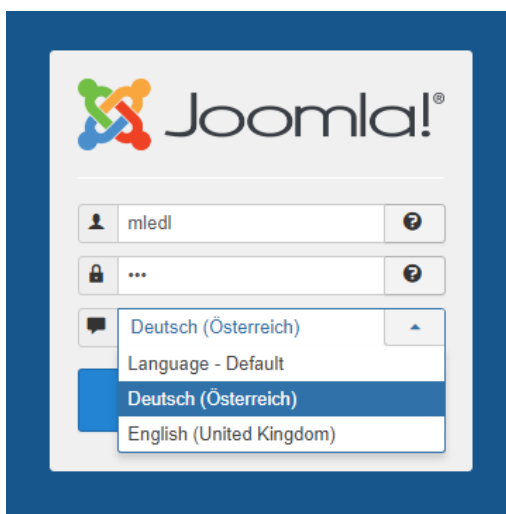 Joomla!®
mledl
•••
Deutsch (Österreich)
Language - Default
Deutsch (Österreich)
English (United Kingdom)